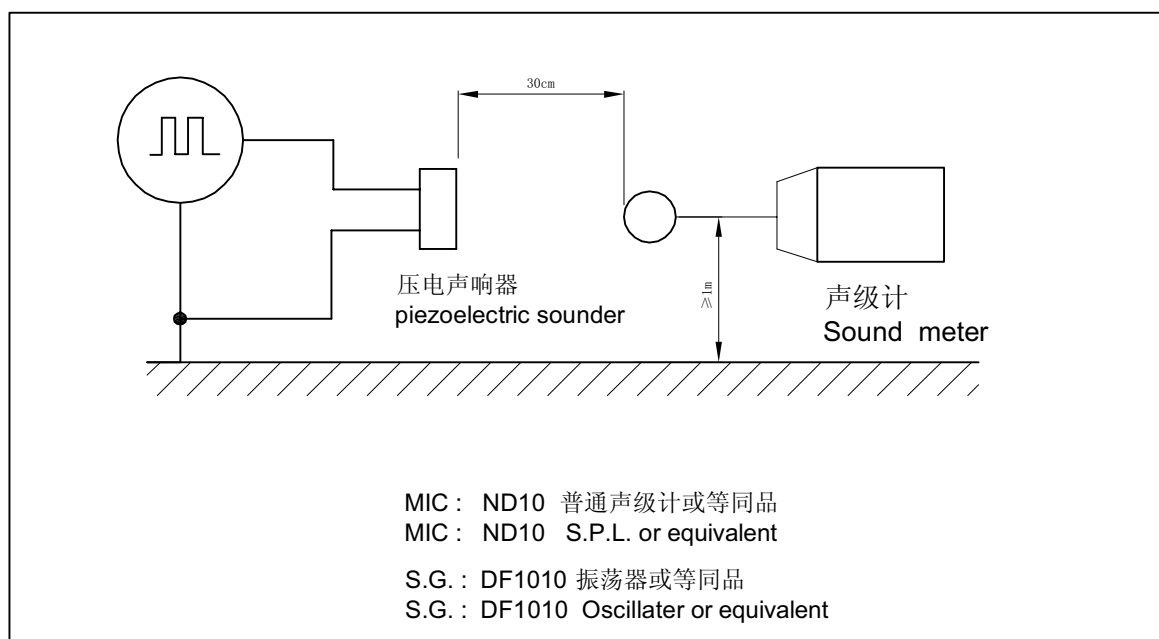 30cm
压电声响器
piezoelectric sounder
≥1m
声级计
Sound meter
MIC : ND10 普通声级计或等同品
MIC : ND10 S.P.L. or equivalent
S.G. : DF1010 振荡器或等同品
S.G. : DF1010 Oscillater or equivalent